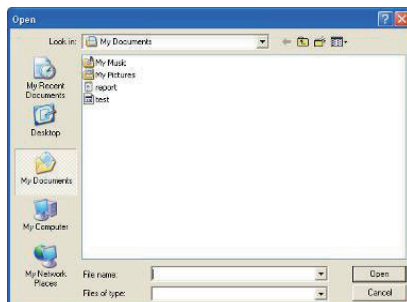 Open
Look in: My Documents
My Recent
Documents
Desktop
My Documents
My Computer
My Network
Places
My Music
My Pictures
report
test
File name: Open
Files of type: Cancel